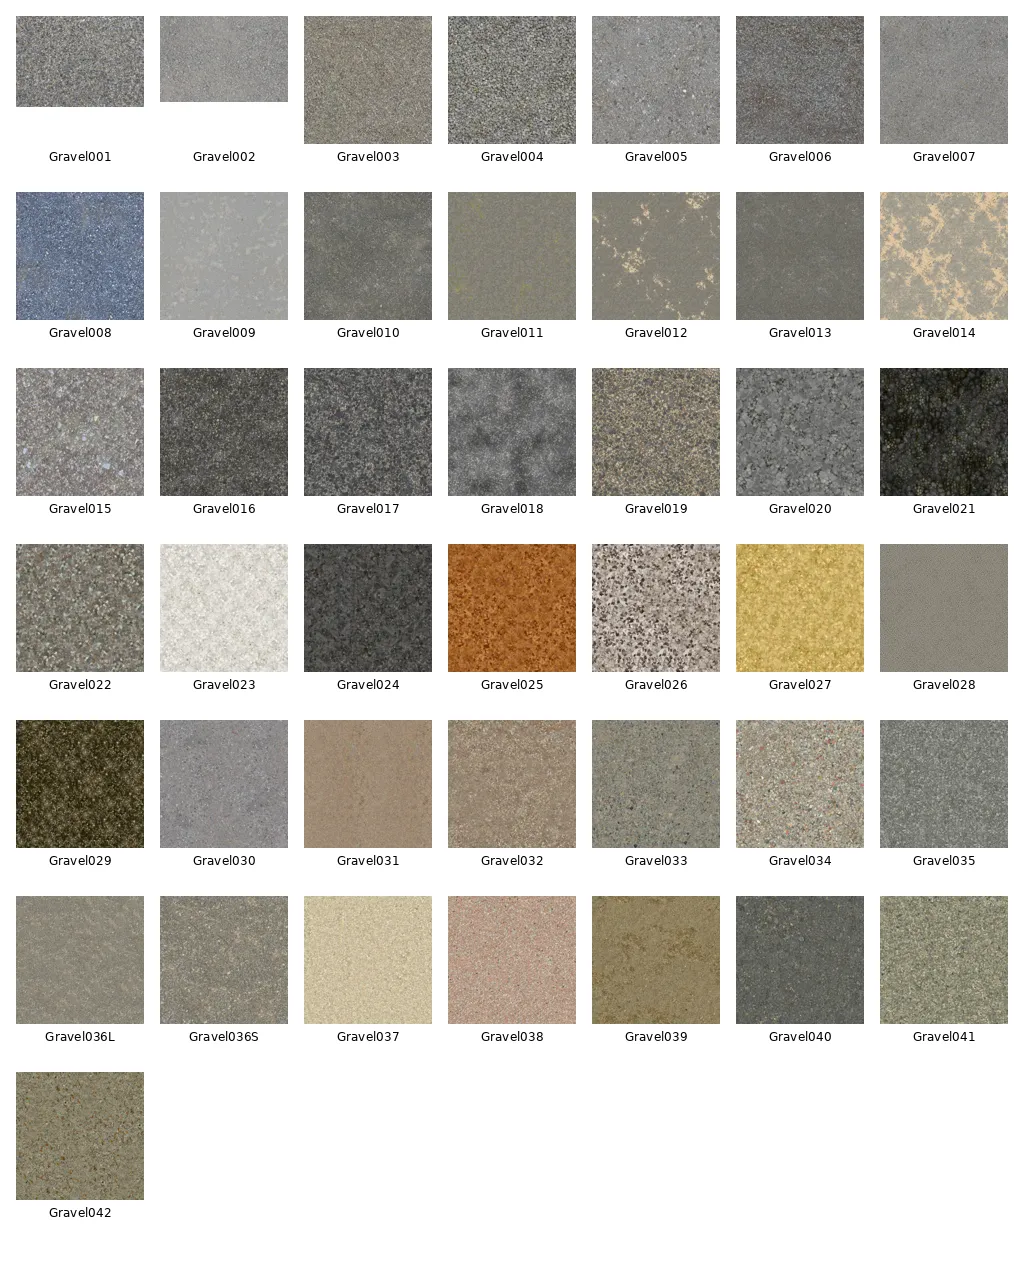 Gravel001 Gravel002 Gravel003 Gravel004 Gravel005 Gravel006 Gravel007
Gravel008 Gravel009 Gravel010 Gravel011 Gravel012 Gravel013 Gravel014
Gravel015 Gravel016 Gravel017 Gravel018 Gravel019 Gravel020 Gravel021
Gravel022 Gravel023 Gravel024 Gravel025 Gravel026 Gravel027 Gravel028
Gravel029 Gravel030 Gravel031 Gravel032 Gravel033 Gravel034 Gravel035
Gravel036L Gravel036S Gravel037 Gravel038 Gravel039 Gravel040 Gravel041
Gravel042